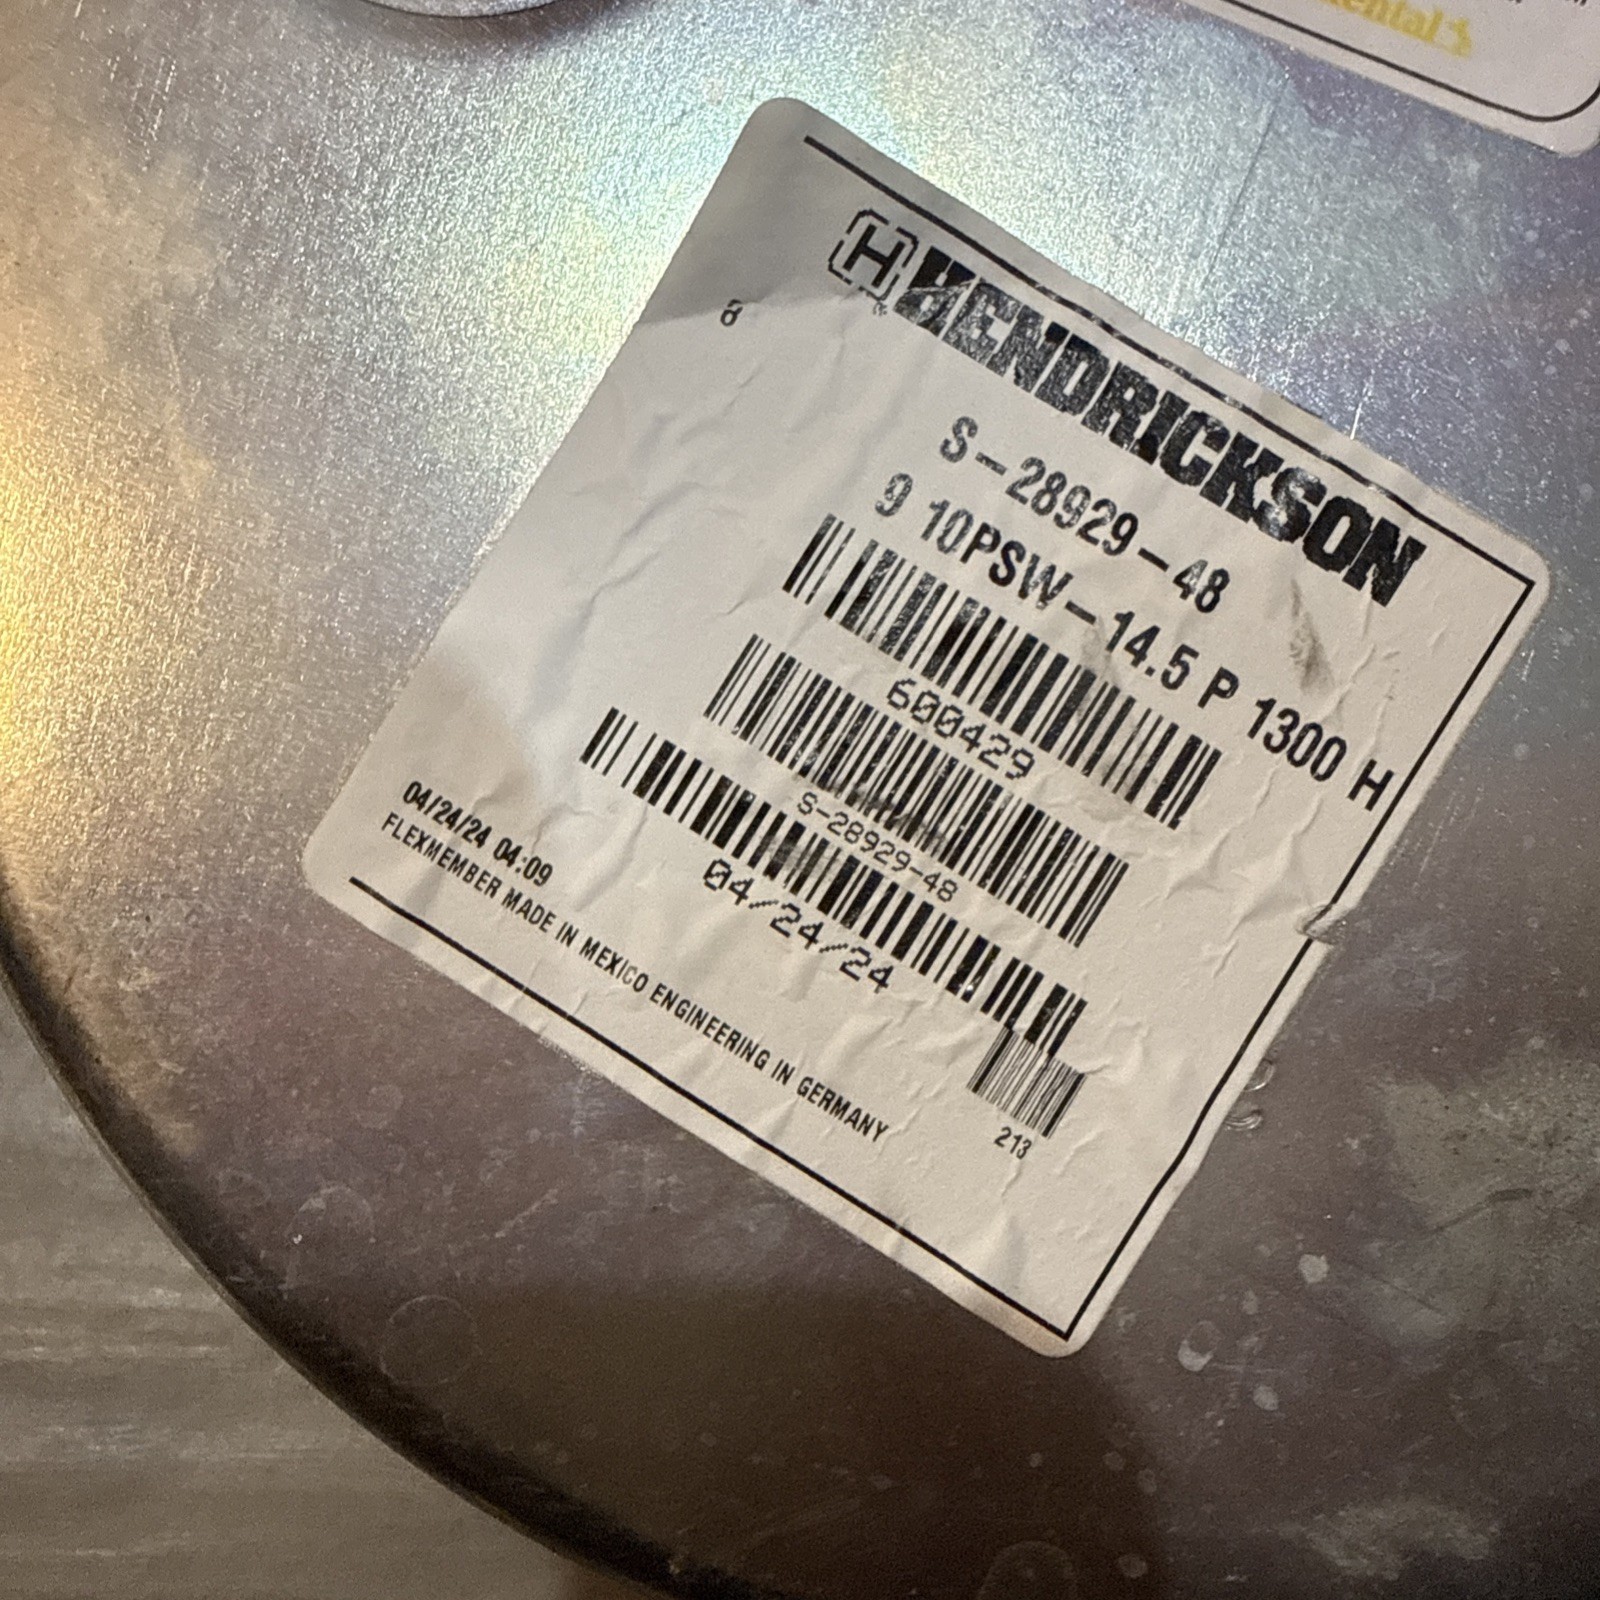 H HENDRICKSON
a
S-28929-48
9 10PSW-14.5 P 1300 H
600429
S-28929-48
04/24/24
213
04/24/24 04:09
FLEXMEMBER MADE IN MEXICO ENGINEERING IN GERMANY